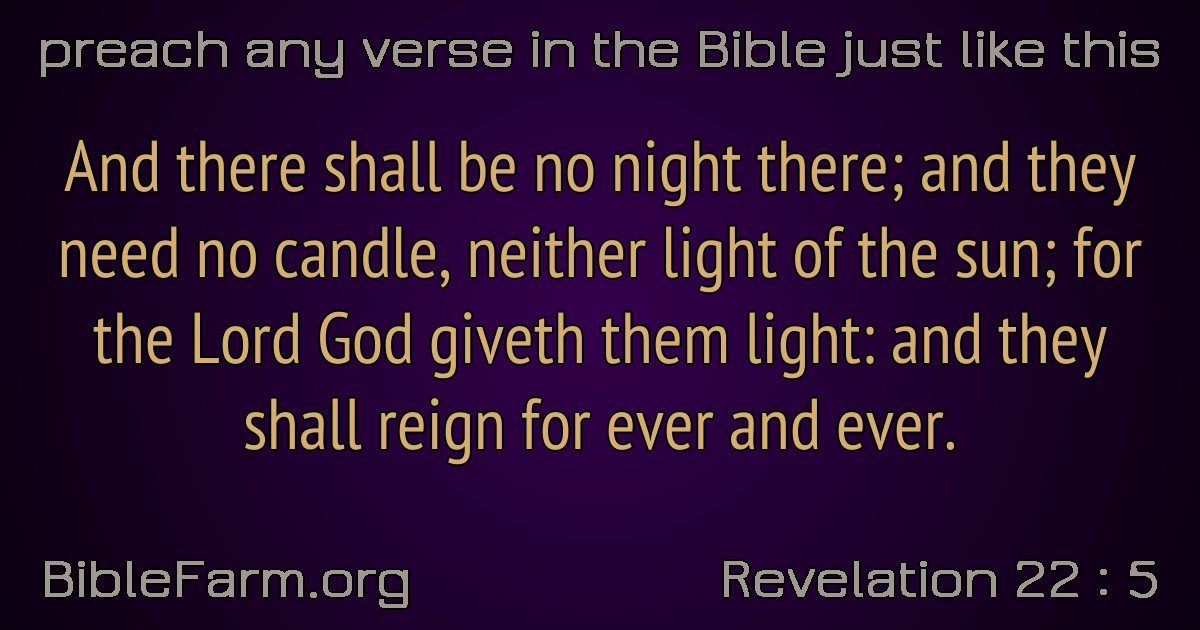 preach any verse in the Bible just like this
And there shall be no night there; and they
need no candle, neither light of the sun; for
the Lord God giveth them light: and they
shall reign for ever and ever.
BibleFarm.org
Revelation 22 : 5